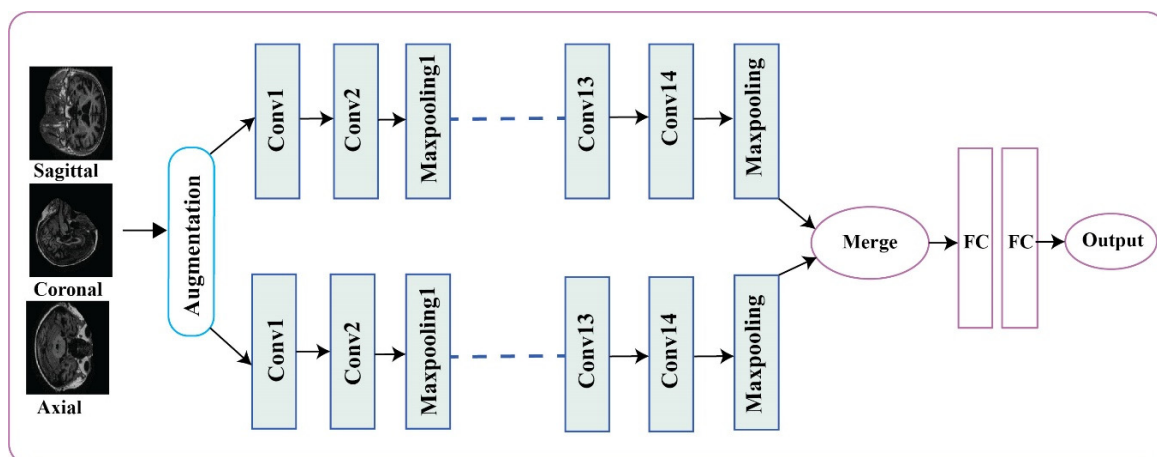 Sagittal
Coronal
Axial
Augmentation
Conv1
Conv2
Maxpooling1
Conv13
Conv14
Maxpooling
Conv1
Conv2
Maxpooling1
Conv13
Conv14
Maxpooling
Merge
FC
FC
Output